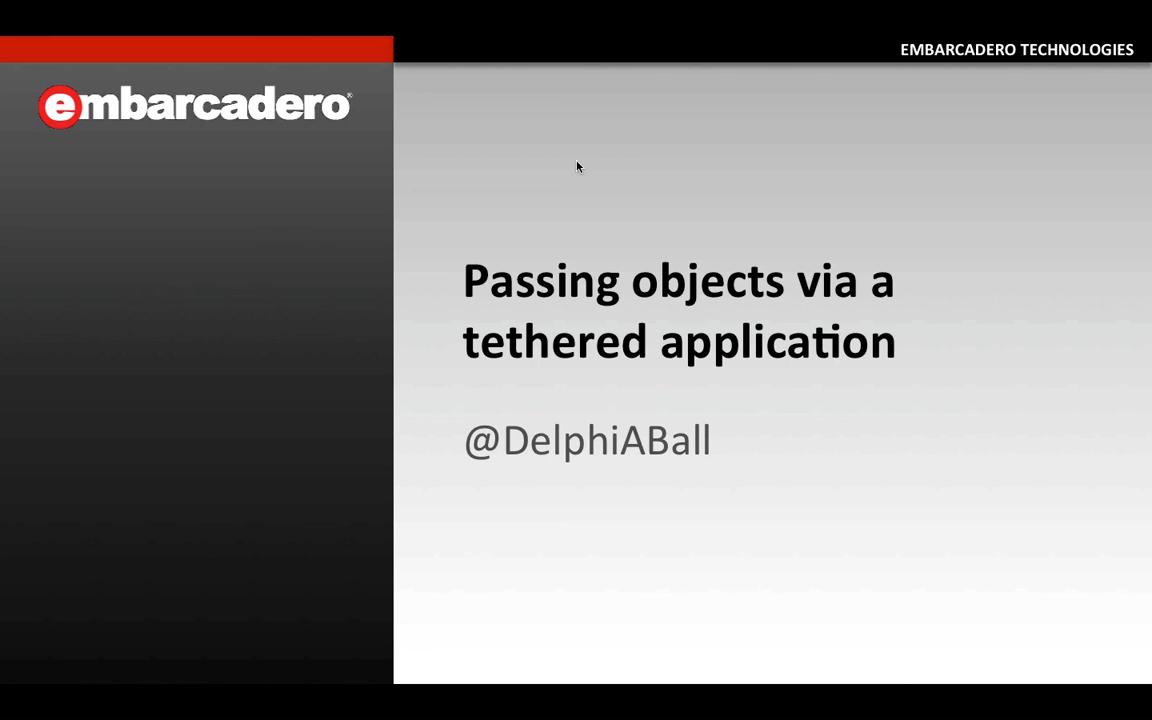 EMBARCADERO TECHNOLOGIES
embarcadero®
Passing objects via a
tethered application
@DelphiABall